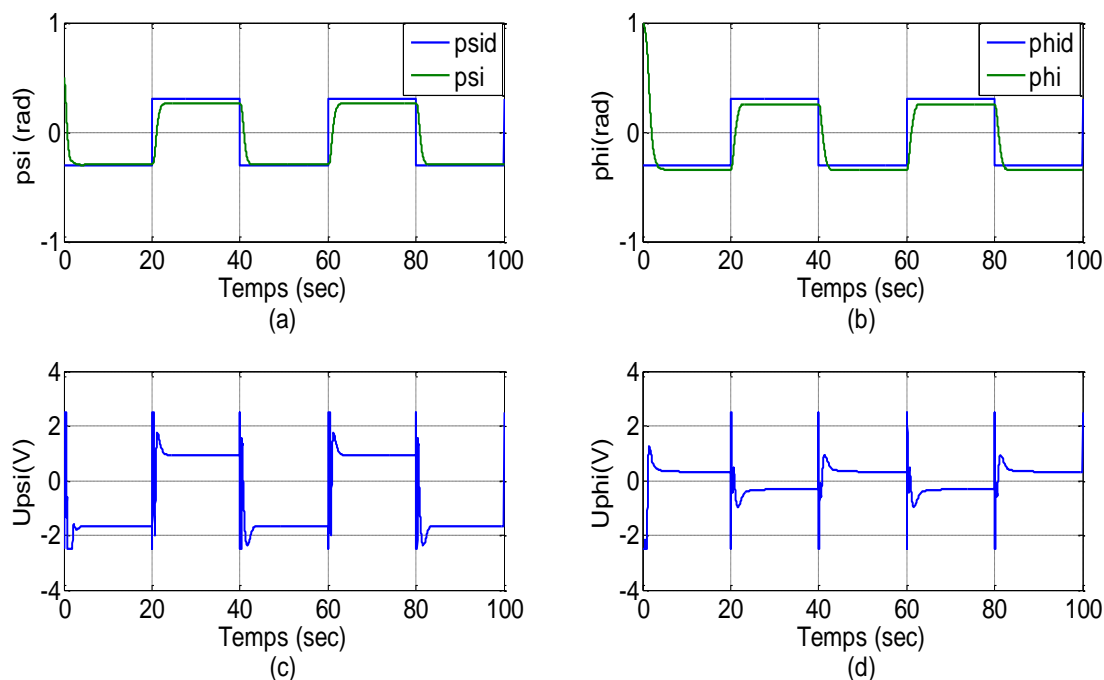 psi (rad)
1
0
-1
psid
psi
0 20 40 60 80 100
Temps (sec)
(a)
phi(rad)
1
0
-1
phid
phi
0 20 40 60 80 100
Temps (sec)
(b)
Upsi(V)
4
2
0
-2
-4
0 20 40 60 80 100
Temps (sec)
(c)
Uphi(V)
4
2
0
-2
-4
0 20 40 60 80 100
Temps (sec)
(d)